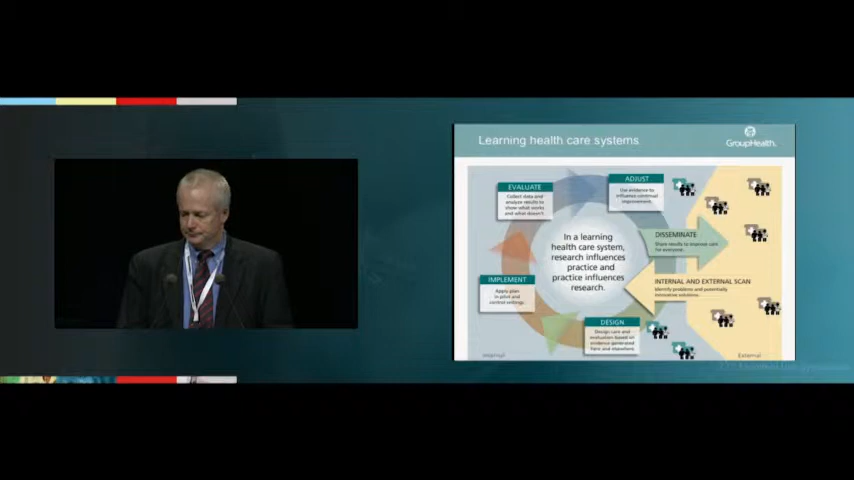 Learning health care systems
GroupHealth.
EVALUATE
Collect data and
analyze results to
show what works
and what doesn't.
ADJUST
Use evidence to
influence continual
improvement.
In a learning
health care system,
research influences
practice and
practice influences
research.
DISSEMINATE
Share results to improve care
for everyone.
INTERNAL AND EXTERNAL SCAN
Identify problems and potentially
innovative solutions.
IMPLEMENT
Apply plan
in pilot and
control settings.
DESIGN
Design care and
evaluation based on
evidence generated
here and elsewhere.
Internal
External